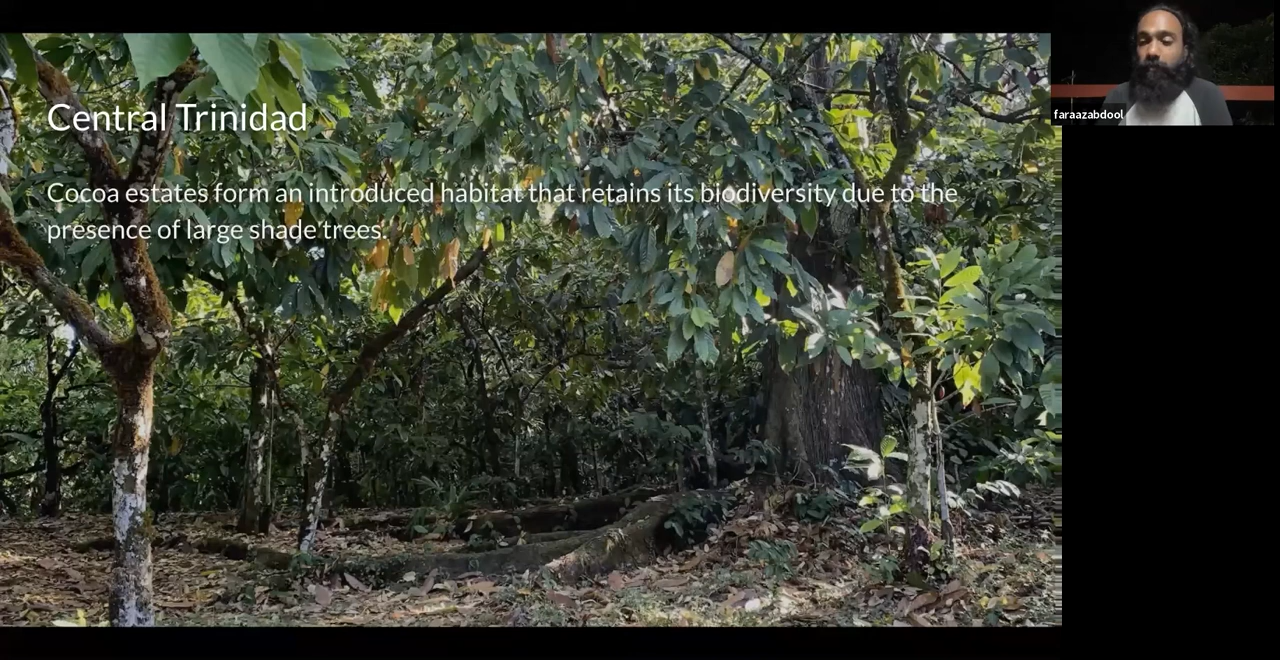 Central Trinidad
Cocoa estates form an introduced habitat that retains its biodiversity due to the
presence of large shade trees.
faraazabdool